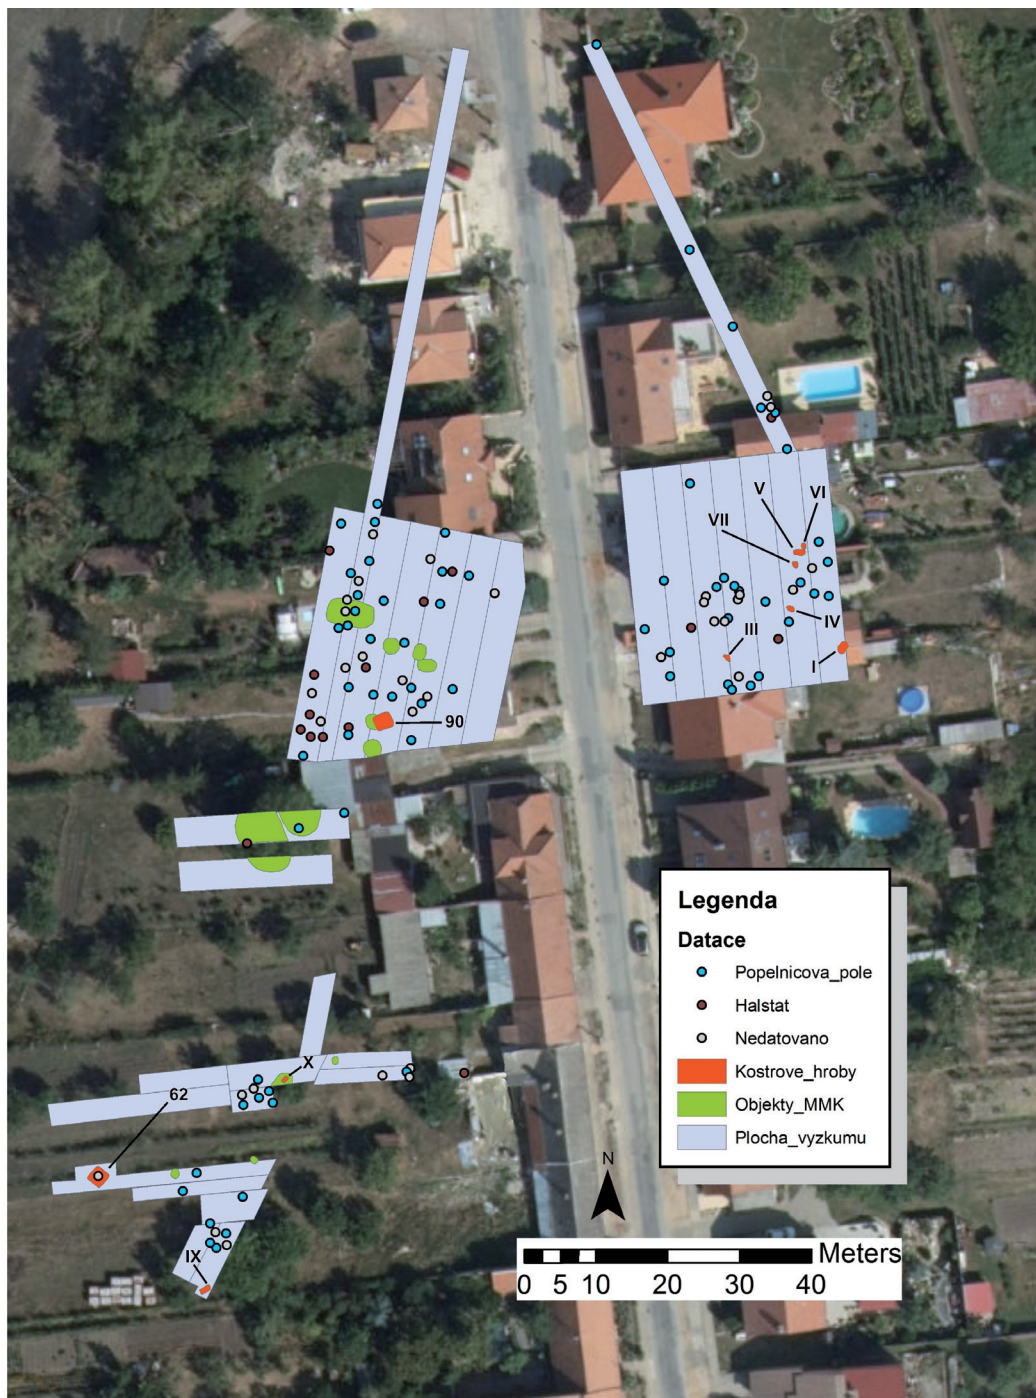 V
VI
VII
IV
III
I
90
X
62
IX
Legenda
Datace
Popelnicova_pole
Halstat
Nedatovano
Kostrove_hroby
Objekty_MMK
Plocha_vyzkumu
N
Meters
0 5 10 20 30 40